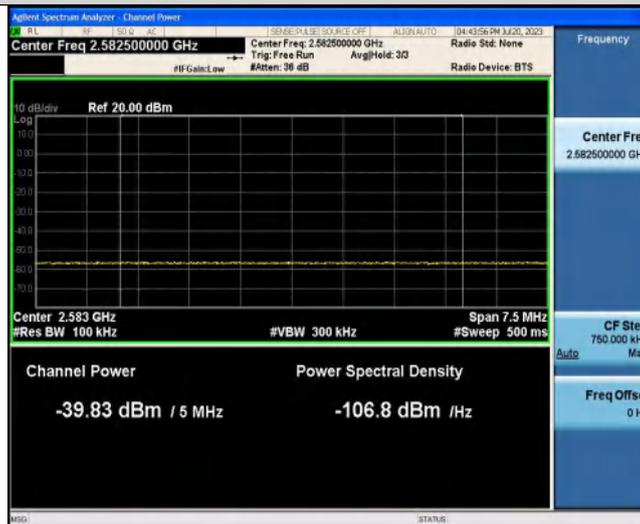 Agilent Spectrum Analyzer - Channel Power
RL RF 50 Ω AC SENSE:PULSE SOURCE OFF ALIGN AUTO 04:43:56 PM Jul 20, 2023
Center Freq 2.582500000 GHz Center Freq: 2.582500000 GHz Radio Std: None
Trig: Free Run Avg|Hold: 3/3
#IFGain:Low #Atten: 36 dB Radio Device: BTS
Frequency
10 dB/div Ref 20.00 dBm
Log
10.0
0.00
-10.0
-20.0
-30.0
-40.0
-50.0
-60.0
-70.0
Center Fre
2.582500000 GH
Center 2.583 GHz Span 7.5 MHz
#Res BW 100 kHz #VBW 300 kHz #Sweep 500 ms
CF Ste
750.000 kH
Auto Ma
Channel Power Power Spectral Density
-39.83 dBm / 5 MHz -106.8 dBm /Hz
Freq Offs
0 H
MSG STATUS